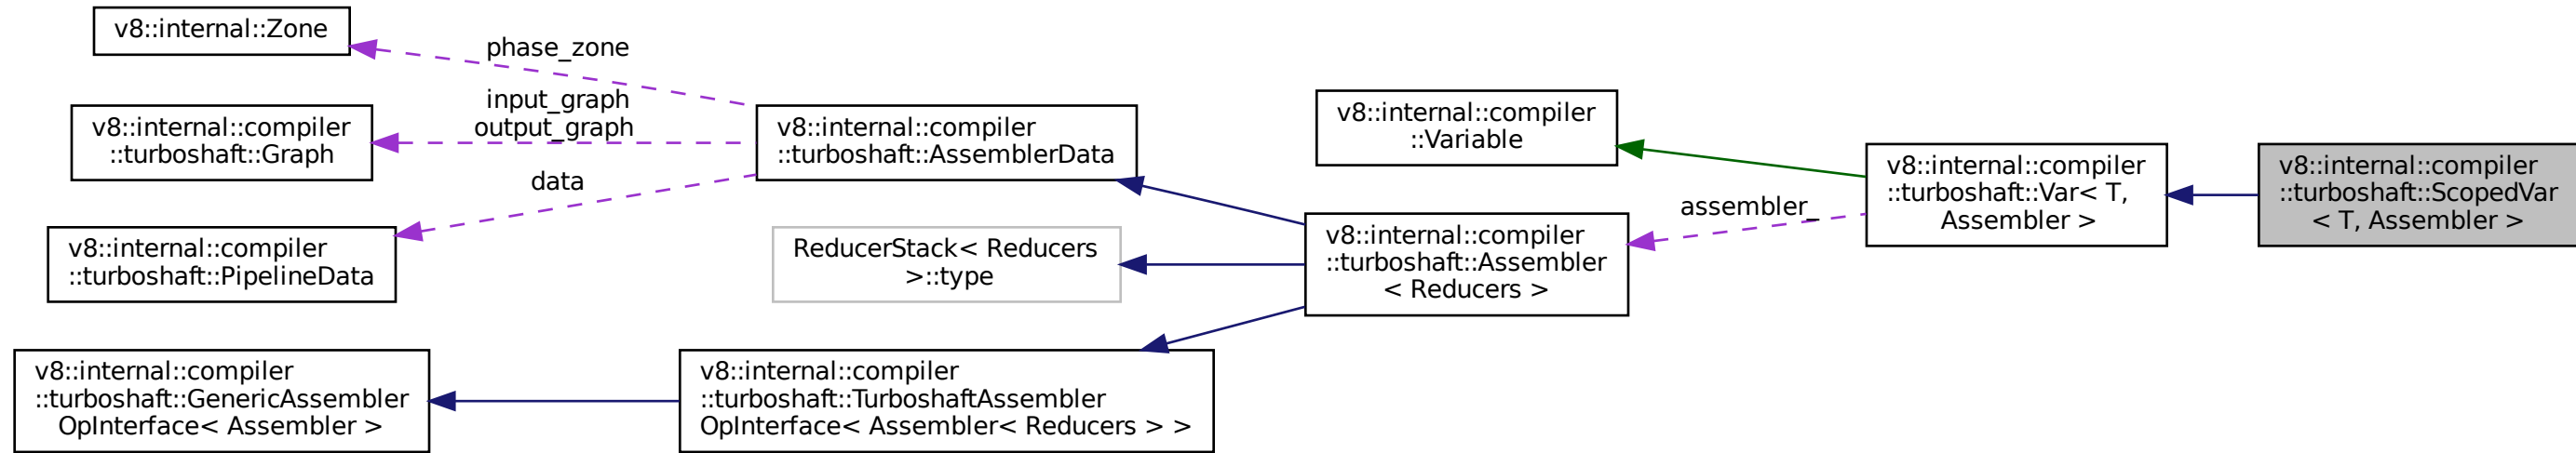 v8::internal::Zone
phase_zone
v8::internal::compiler
::turboshaft::Graph
input_graph
output_graph
v8::internal::compiler
::turboshaft::PipelineData
data
v8::internal::compiler
::turboshaft::AssemblerData
ReducerStack< Reducers
>::type
v8::internal::compiler
::turboshaft::GenericAssembler
OpInterface< Assembler >
v8::internal::compiler
::turboshaft::TurboshaftAssembler
OpInterface< Assembler< Reducers > >
v8::internal::compiler
::Variable
v8::internal::compiler
::turboshaft::Assembler
< Reducers >
assembler_
v8::internal::compiler
::turboshaft::Var< T,
Assembler >
v8::internal::compiler
::turboshaft::ScopedVar
< T, Assembler >